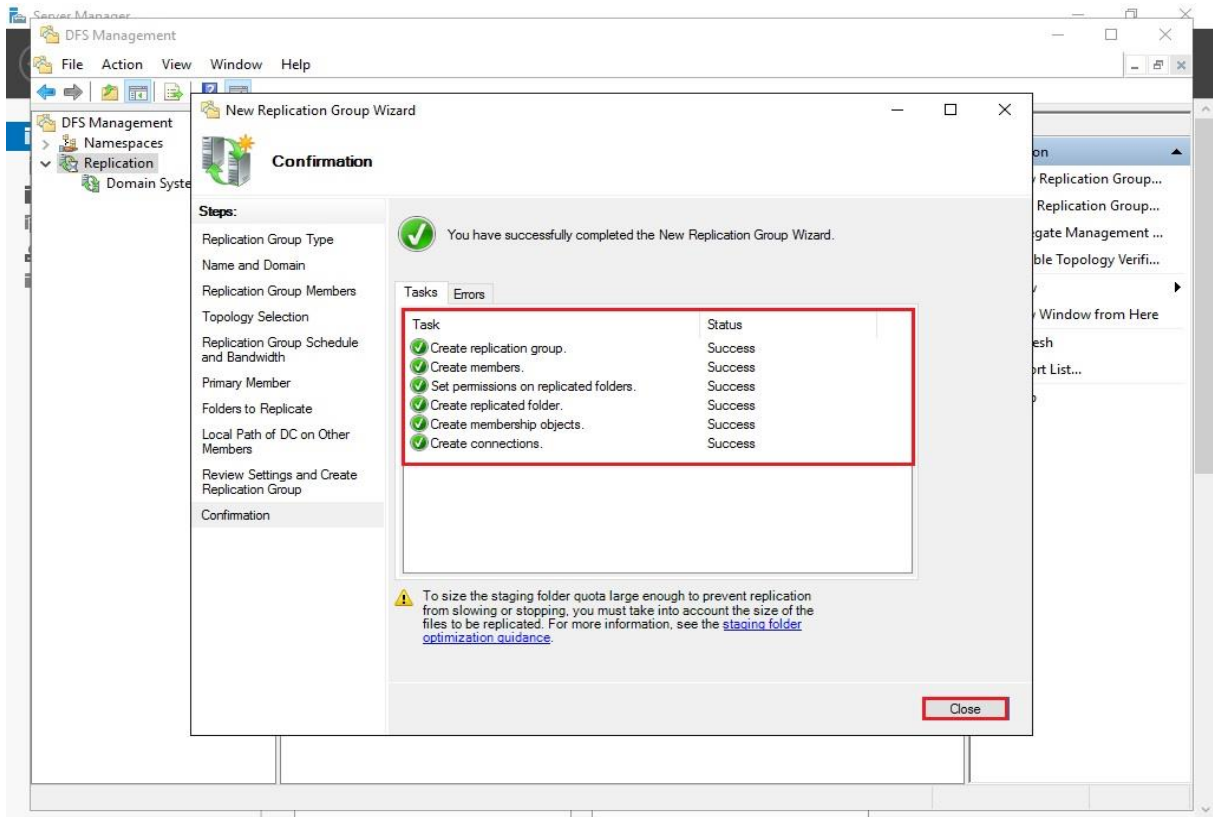 Server Manager
DFS Management
File Action View Window Help
DFS Management
Namespaces
Replication
Domain Syste
New Replication Group Wizard
Confirmation
Steps:
Replication Group Type
Name and Domain
Replication Group Members
Topology Selection
Replication Group Schedule
and Bandwidth
Primary Member
Folders to Replicate
Local Path of DC on Other
Members
Review Settings and Create
Replication Group
Confirmation
You have successfully completed the New Replication Group Wizard.
Tasks Errors
Task Status
Create replication group. Success
Create members. Success
Set permissions on replicated folders. Success
Create replicated folder. Success
Create membership objects. Success
Create connections. Success
To size the staging folder quota large enough to prevent replication
from slowing or stopping, you must take into account the size of the
files to be replicated. For more information, see the staging folder
optimization guidance.
Close
on
Replication Group...
Replication Group...
egate Management ...
ble Topology Verifi...
Window from Here
esh
ort List...